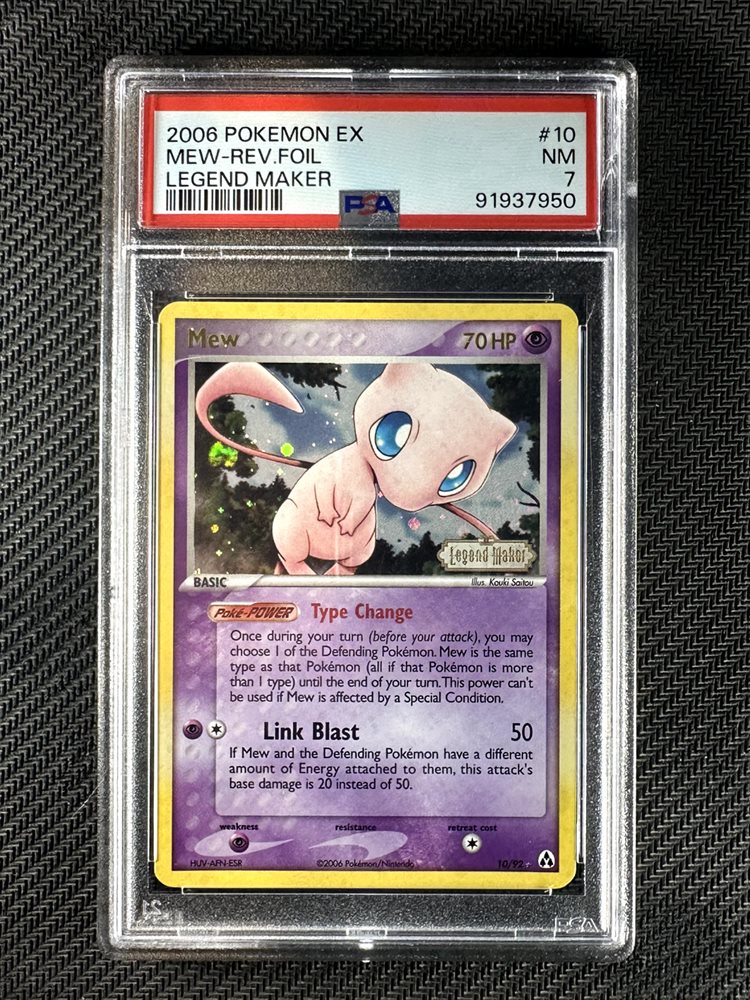 2006 POKEMON EX #10
MEW-REV.FOIL NM
LEGEND MAKER 7
PSA 91937950
Mew 70 HP
Legend Maker
BASIC
Illus. Kouki Saitou
Poké-POWER Type Change
Once during your turn (before your attack), you may
choose 1 of the Defending Pokémon. Mew is the same
type as that Pokémon (all if that Pokémon is more
than 1 type) until the end of your turn. This power can't
be used if Mew is affected by a Special Condition.
Link Blast 50
If Mew and the Defending Pokémon have a different
amount of Energy attached to them, this attack's
base damage is 20 instead of 50.
weakness resistance retreat cost
HUV-AFN-ESR ©2006 Pokémon/Nintendo 10/92
PSA